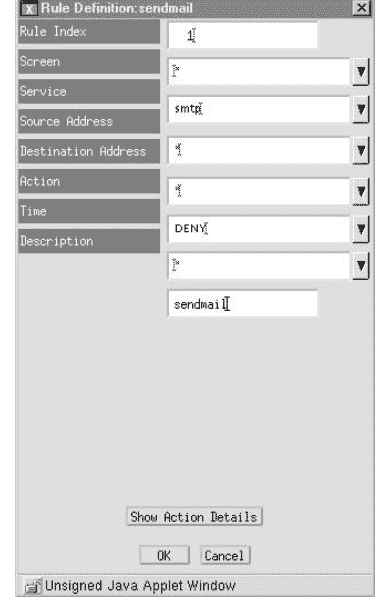 Rule Definition:sendmail
Rule Index
1
Screen
*
Service
smtp
Source Address
*
Destination Address
*
Action
DENY
Time
*
Description
sendmail
Show Action Details
OK Cancel
Unsigned Java Applet Window